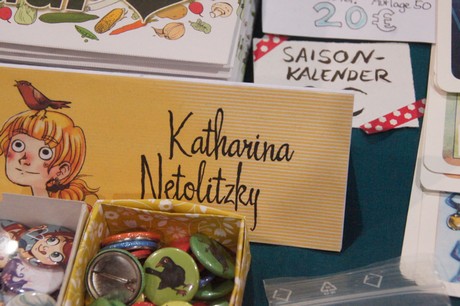 Auflage 50
20€
SAISON-
KALENDER
Katharina
Netolitzky